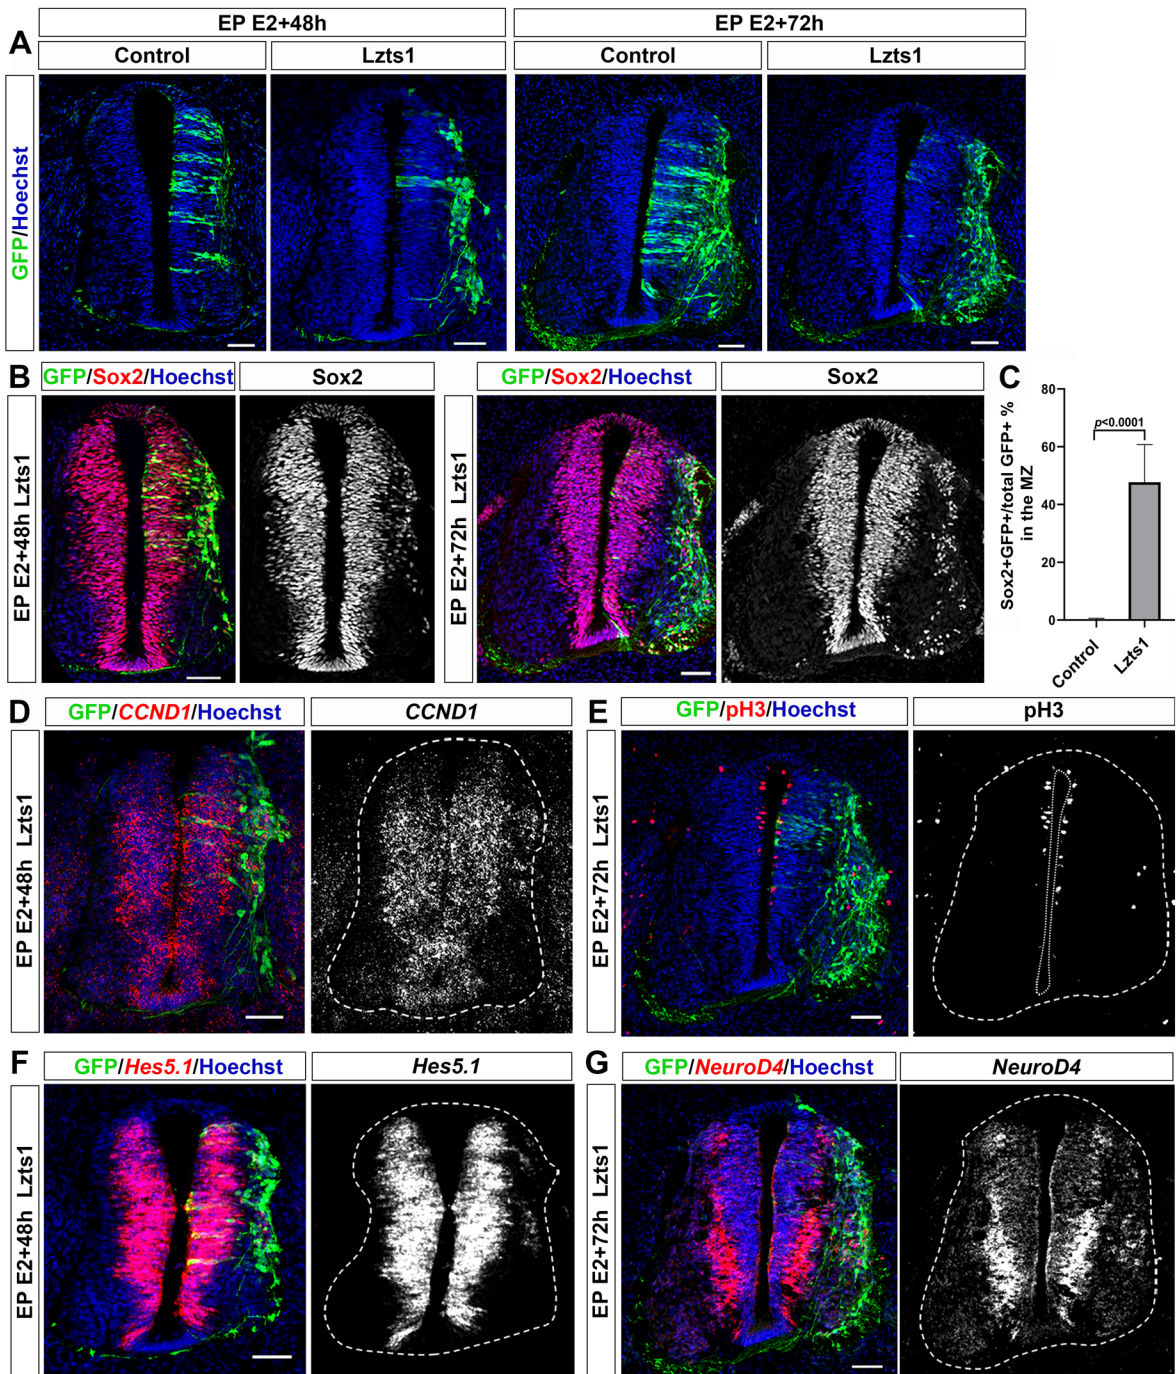 EP E2+48h
EP E2+72h
A
Control
Lzts1
Control
Lzts1
GFP/Hoechst
B
GFP/Sox2/Hoechst
Sox2
GFP/Sox2/Hoechst
Sox2
EP E2+48h Lzts1
EP E2+72h Lzts1
C
Sox2+GFP+/total GFP+ %
in the MZ
80
60
40
20
0
p<0.0001
Control
Lzts1
D
GFP/CCND1/Hoechst
CCND1
EP E2+48h Lzts1
E
GFP/pH3/Hoechst
pH3
EP E2+72h Lzts1
F
GFP/Hes5.1/Hoechst
Hes5.1
EP E2+48h Lzts1
G
GFP/NeuroD4/Hoechst
NeuroD4
EP E2+72h Lzts1